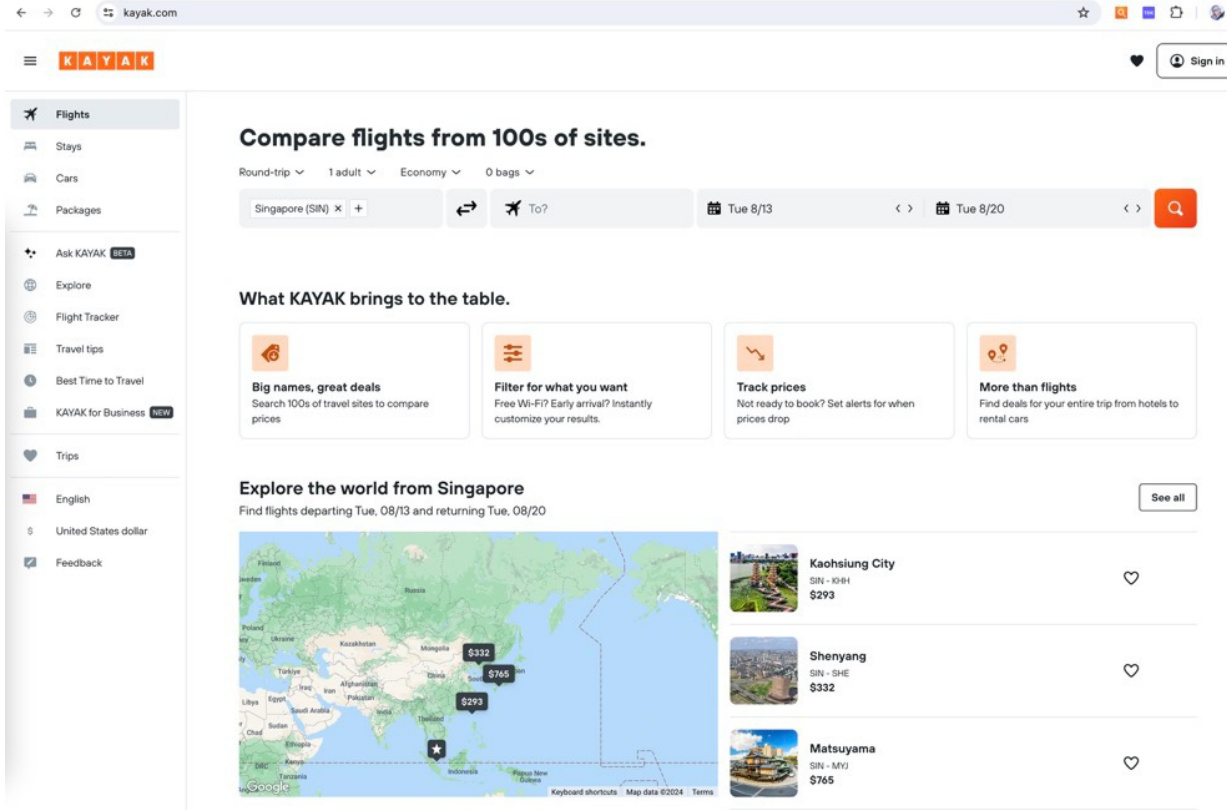 kayak.com
KAYAK
Sign in
Flights
Stays
Cars
Packages
Ask KAYAK BETA
Explore
Flight Tracker
Travel tips
Best Time to Travel
KAYAK for Business NEW
Trips
English
$ United States dollar
Feedback
Compare flights from 100s of sites.
Round-trip 1 adult Economy 0 bags
Singapore (SIN) × + To? Tue 8/13 Tue 8/20
What KAYAK brings to the table.
Big names, great deals
Search 100s of travel sites to compare
prices
Filter for what you want
Free Wi-Fi? Early arrival? Instantly
customize your results.
Track prices
Not ready to book? Set alerts for when
prices drop
More than flights
Find deals for your entire trip from hotels to
rental cars
Explore the world from Singapore
Find flights departing Tue, 08/13 and returning Tue, 08/20
See all
Finland
Russia
Poland
Ukraine
Kazakhstan
Mongolia
$332
Türkiye
China
$765
Iraq
Iran
Afghanistan
Pakistan
Libya
Egypt
Saudi Arabia
India
$293
Thailand
Chad
Sudan
Ethiopia
DRC
Kenya
Tanzania
Indonesia
Papua New
Guinea
Google
Keyboard shortcuts Map data ©2024 Terms
Kaohsiung City
SIN - KHH
$293
Shenyang
SIN - SHE
$332
Matsuyama
SIN - MYJ
$765